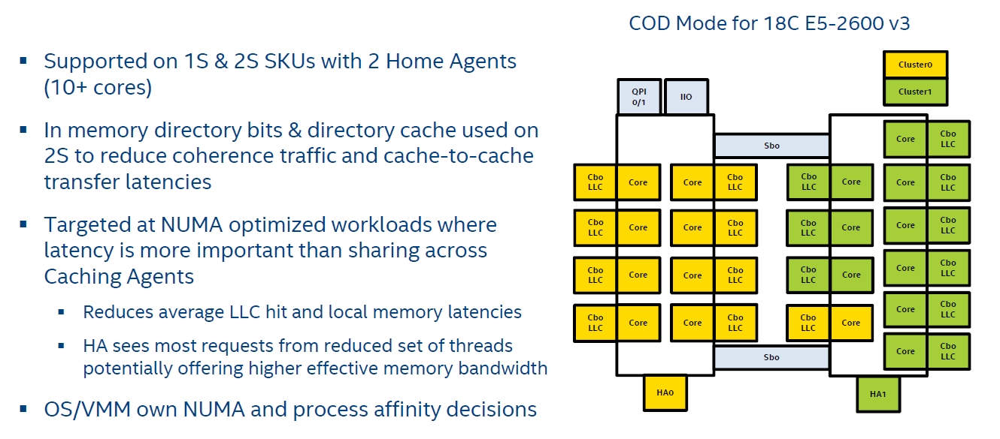 COD Mode for 18C E5-2600 v3
▪ Supported on 1S & 2S SKUs with 2 Home Agents
(10+ cores)
▪ In memory directory bits & directory cache used on
2S to reduce coherence traffic and cache-to-cache
transfer latencies
▪ Targeted at NUMA optimized workloads where
latency is more important than sharing across
Caching Agents
▪ Reduces average LLC hit and local memory latencies
▪ HA sees most requests from reduced set of threads
potentially offering higher effective memory bandwidth
▪ OS/VMM own NUMA and process affinity decisions
Cluster0
Cluster1
QPI
0/1
IIO
Sbo
Core
Cbo
LLC
Cbo
LLC
Core
Core
Cbo
LLC
Cbo
LLC
Core
Core
Cbo
LLC
Cbo
LLC
Core
Core
Cbo
LLC
Cbo
LLC
Core
Core
Cbo
LLC
Cbo
LLC
Core
Core
Cbo
LLC
Cbo
LLC
Core
Core
Cbo
LLC
Cbo
LLC
Core
Core
Cbo
LLC
Cbo
LLC
Core
Core
Cbo
LLC
Cbo
LLC
Core
Core
Cbo
LLC
Sbo
HA0
HA1